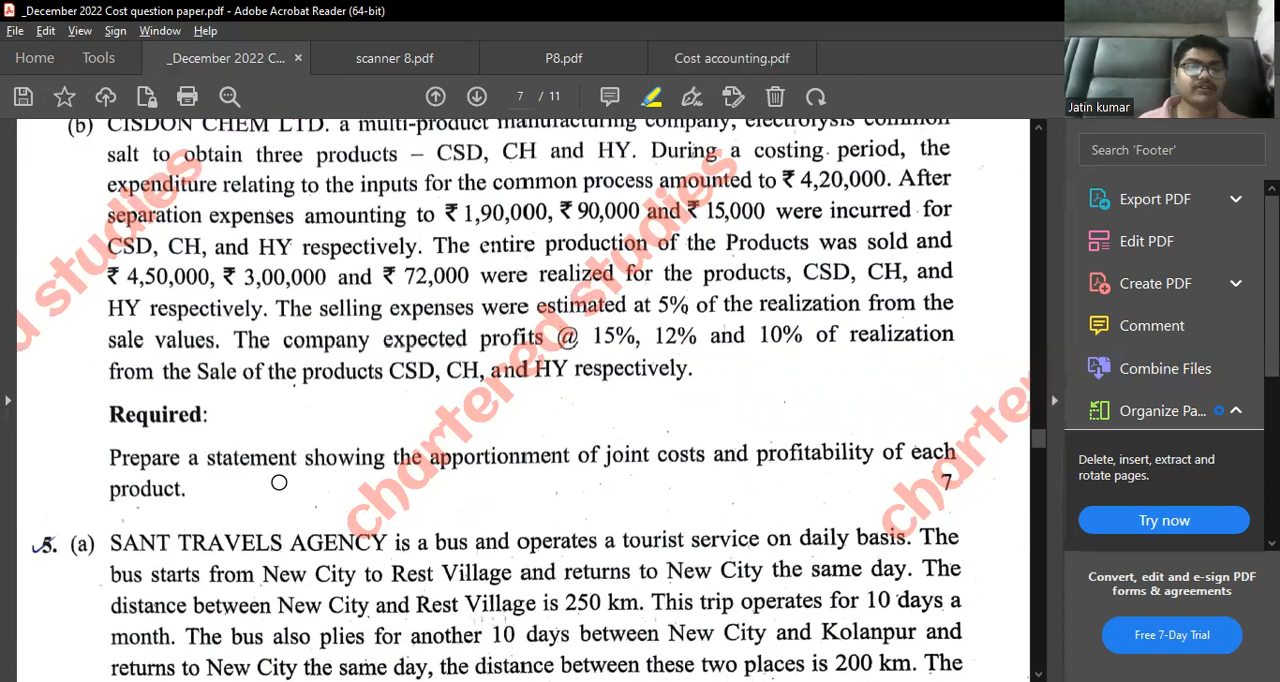 _December 2022 Cost question paper.pdf - Adobe Acrobat Reader (64-bit)
File Edit View Sign Window Help
Home Tools _December 2022 C... × scanner 8.pdf P8.pdf Cost accounting.pdf
7 / 11
Jatin kumar
(b) CISDON CHEM LTD. a multi-product manufacturing company, electrolysis common
salt to obtain three products – CSD, CH and HY. During a costing period, the
expenditure relating to the inputs for the common process amounted to ₹ 4,20,000. After
separation expenses amounting to ₹ 1,90,000, ₹ 90,000 and ₹ 15,000 were incurred for
CSD, CH, and HY respectively. The entire production of the Products was sold and
₹ 4,50,000, ₹ 3,00,000 and ₹ 72,000 were realized for the products, CSD, CH, and
HY respectively. The selling expenses were estimated at 5% of the realization from the
sale values. The company expected profits @ 15%, 12% and 10% of realization
from the Sale of the products CSD, CH, and HY respectively.
Required:
Prepare a statement showing the apportionment of joint costs and profitability of each
product. 7
5. (a) SANT TRAVELS AGENCY is a bus and operates a tourist service on daily basis. The
bus starts from New City to Rest Village and returns to New City the same day. The
distance between New City and Rest Village is 250 km. This trip operates for 10 days a
month. The bus also plies for another 10 days between New City and Kolanpur and
returns to New City the same day, the distance between these two places is 200 km. The
d studies
chartered studies
chartere
Search 'Footer'
Export PDF
Edit PDF
Create PDF
Comment
Combine Files
Organize Pa...
Delete, insert, extract and
rotate pages.
Try now
Convert, edit and e-sign PDF
forms & agreements
Free 7-Day Trial